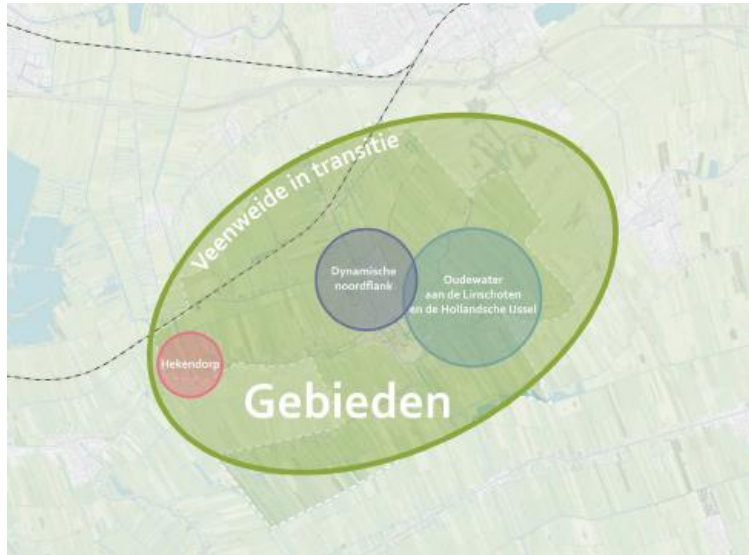 Veenweide in transitie
Dynamische
noordflank
Oudewater
aan de Linschoten
en de Hollandsche IJssel
Hekendorp
Gebieden